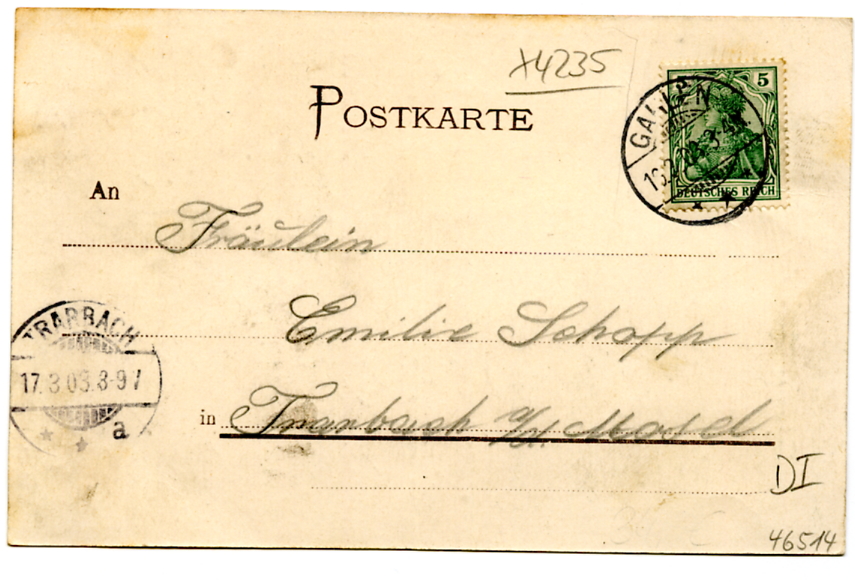 x4235
POSTKARTE
5
DEUTSCHES REICH
An
Fräulein
Emilie Schopp
TRARBACH
17.3.03.8-9V
a
in Trarbach a/d. Mosel
DI
46514